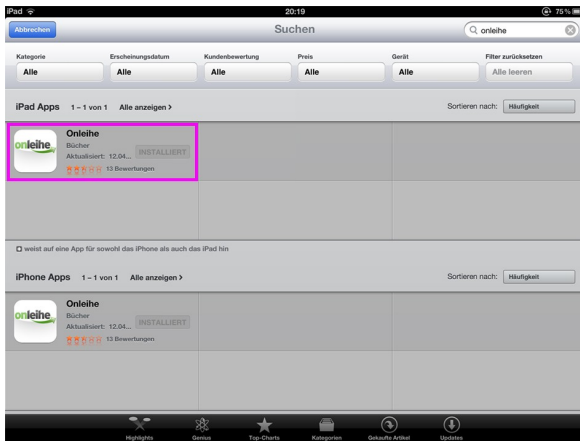 iPad 20:19 75%
Abbrechen Suchen onleihe
Kategorie Erscheinungsdatum Kundenbewertung Preis Gerät Filter zurücksetzen
Alle Alle Alle Alle Alle Alle leeren
iPad Apps 1 – 1 von 1 Alle anzeigen > Sortieren nach: Häufigkeit
onleihe
Onleihe
Bücher
Aktualisiert: 12.04... INSTALLIERT
13 Bewertungen
weist auf eine App für sowohl das iPhone als auch das iPad hin
iPhone Apps 1 – 1 von 1 Alle anzeigen > Sortieren nach: Häufigkeit
onleihe
Onleihe
Bücher
Aktualisiert: 12.04... INSTALLIERT
13 Bewertungen
Highlights Genius Top-Charts Kategorien Gekaufte Artikel Updates